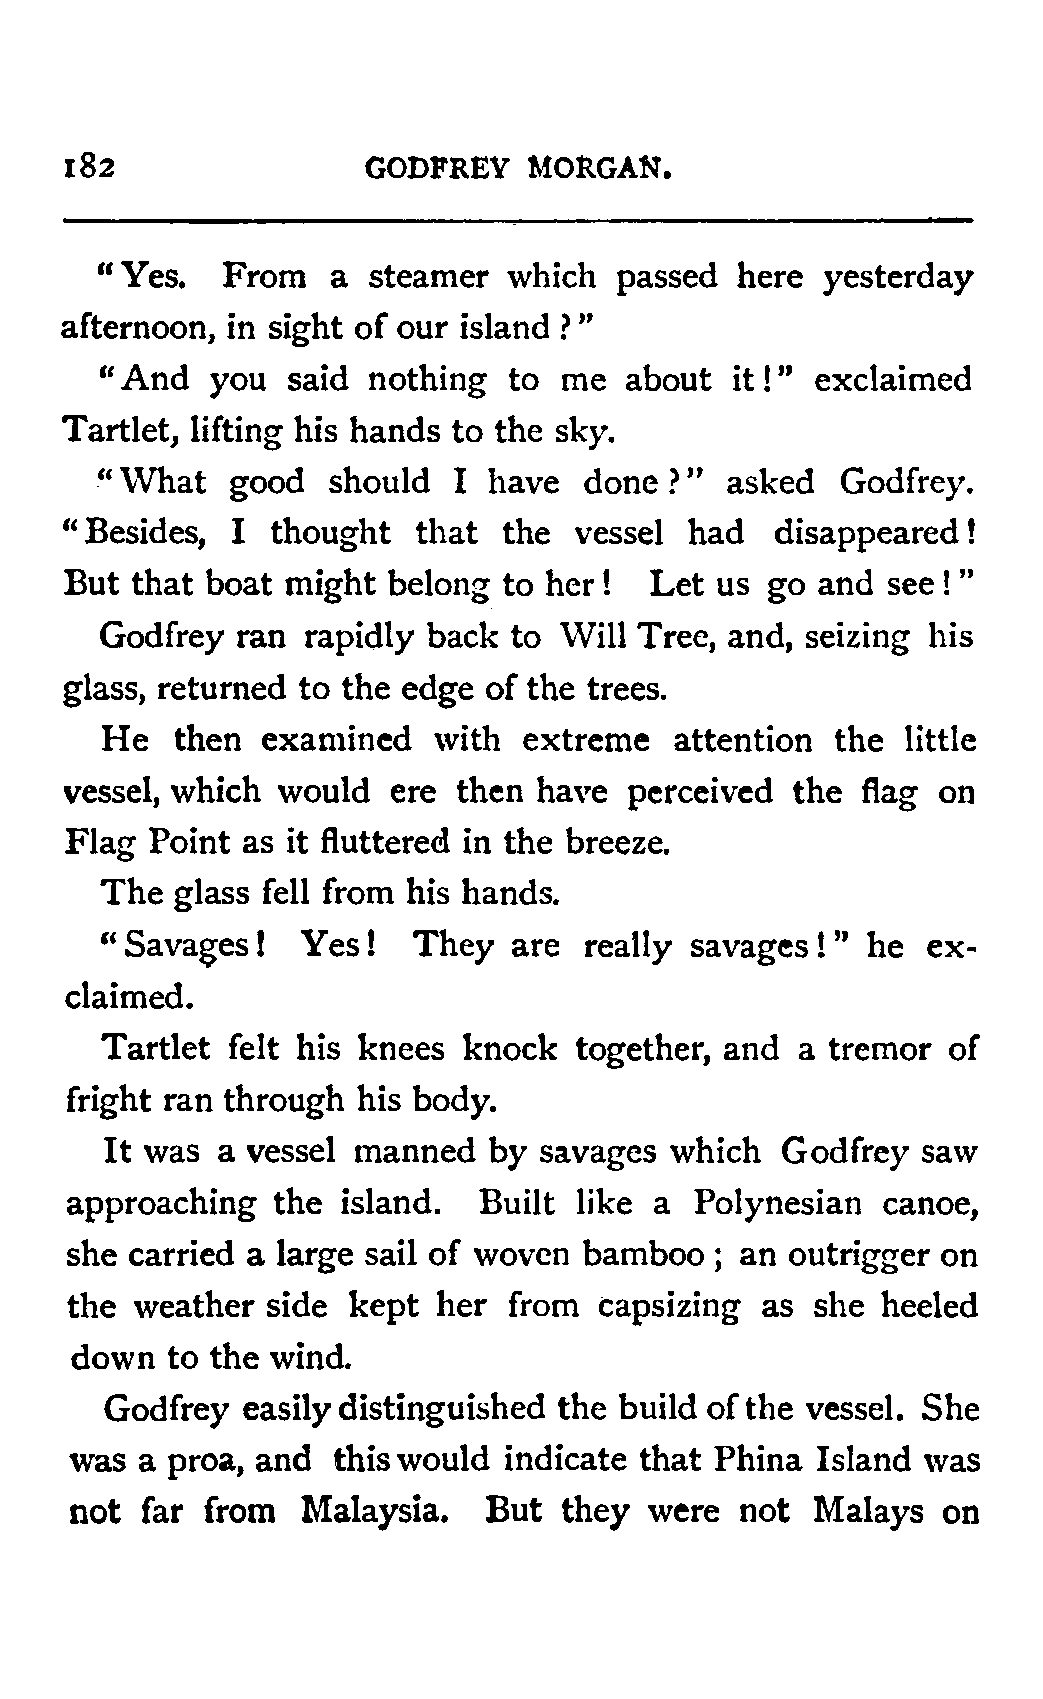 182 GODFREY MORGAN.
"Yes. From a steamer which passed here yesterday
afternoon, in sight of our island?"
"And you said nothing to me about it!" exclaimed
Tartlet, lifting his hands to the sky.
"What good should I have done?" asked Godfrey.
"Besides, I thought that the vessel had disappeared!
But that boat might belong to her! Let us go and see!"
Godfrey ran rapidly back to Will Tree, and, seizing his
glass, returned to the edge of the trees.
He then examined with extreme attention the little
vessel, which would ere then have perceived the flag on
Flag Point as it fluttered in the breeze.
The glass fell from his hands.
"Savages! Yes! They are really savages!" he ex-
claimed.
Tartlet felt his knees knock together, and a tremor of
fright ran through his body.
It was a vessel manned by savages which Godfrey saw
approaching the island. Built like a Polynesian canoe,
she carried a large sail of woven bamboo; an outrigger on
the weather side kept her from capsizing as she heeled
down to the wind.
Godfrey easily distinguished the build of the vessel. She
was a proa, and this would indicate that Phina Island was
not far from Malaysia. But they were not Malays on